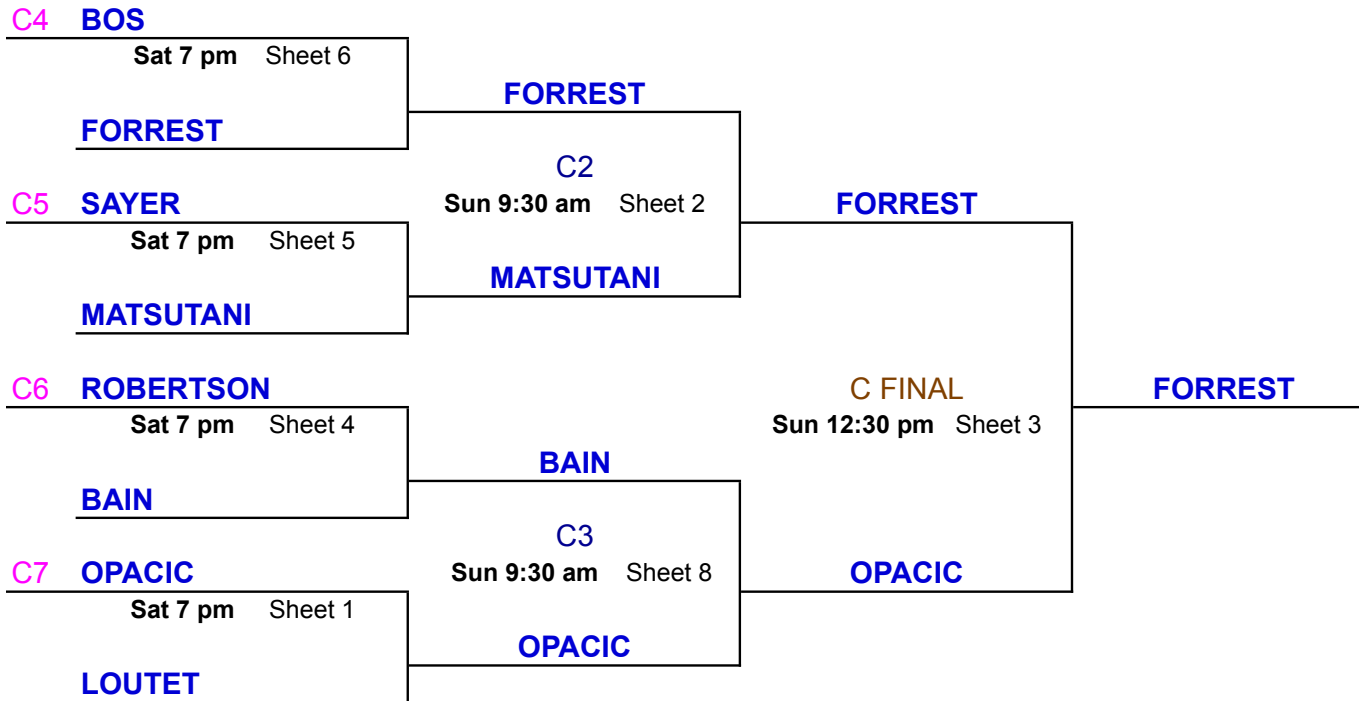 C4 BOS
Sat 7 pm Sheet 6
FORREST
FORREST
C2
C5 SAYER Sun 9:30 am Sheet 2 FORREST
Sat 7 pm Sheet 5
MATSUTANI
MATSUTANI
C6 ROBERTSON C FINAL FORREST
Sat 7 pm Sheet 4 Sun 12:30 pm Sheet 3
BAIN
BAIN
C3
C7 OPACIC Sun 9:30 am Sheet 8 OPACIC
Sat 7 pm Sheet 1
OPACIC
LOUTET